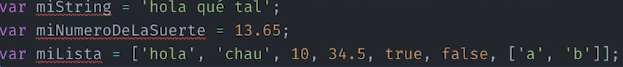 var miString = 'hola qué tal';
var miNumeroDeLaSuerte = 13.65;
var miLista = ['hola', 'chau', 10, 34.5, true, false, ['a', 'b']];